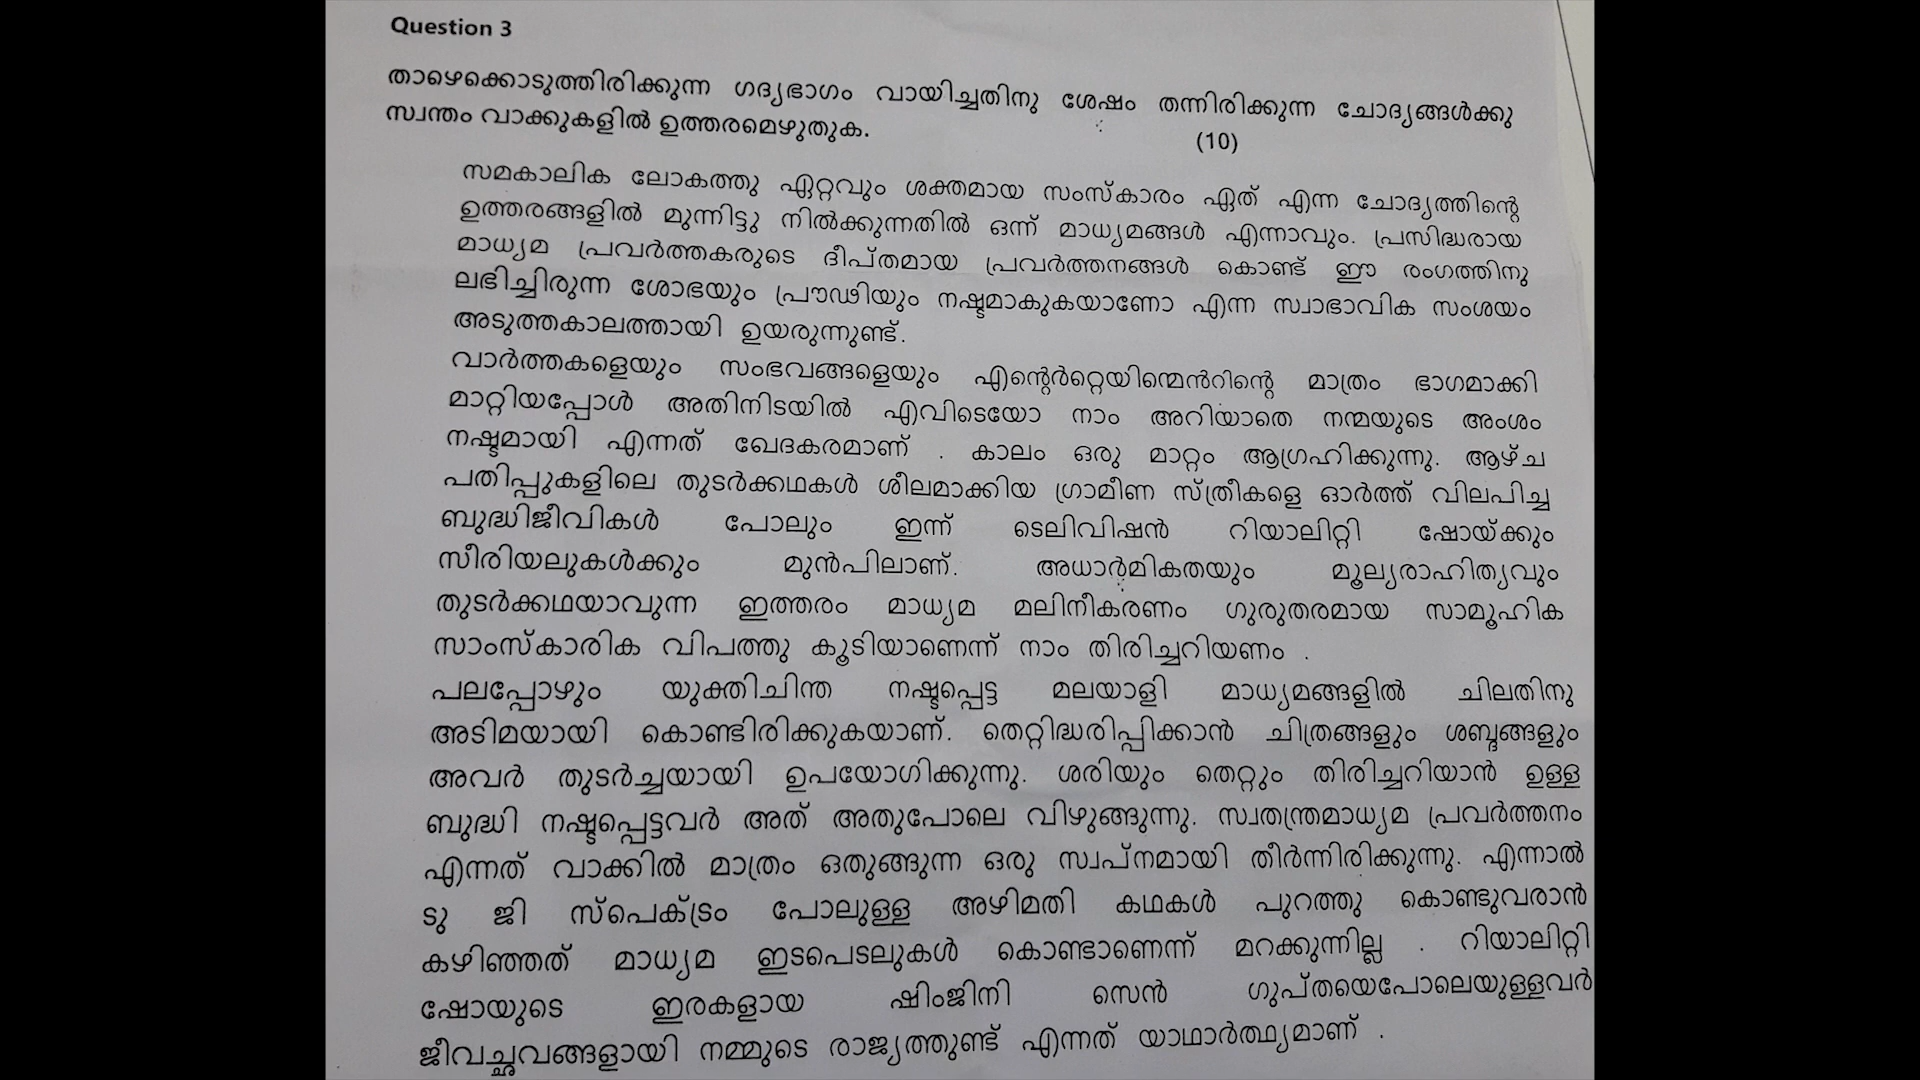 Question 3
താഴെക്കൊടുത്തിരിക്കുന്ന ഗദ്യഭാഗം വായിച്ചതിനു ശേഷം തന്നിരിക്കുന്ന ചോദ്യങ്ങൾക്കു
സ്വന്തം വാക്കുകളിൽ ഉത്തരമെഴുതുക. (10)
സമകാലിക ലോകത്തു ഏറ്റവും ശക്തമായ സംസ്കാരം ഏത് എന്ന ചോദ്യത്തിന്റെ
ഉത്തരങ്ങളിൽ മുന്നിട്ടു നിൽക്കുന്നതിൽ ഒന്ന് മാധ്യമങ്ങൾ എന്നാവും. പ്രസിദ്ധരായ
മാധ്യമ പ്രവർത്തകരുടെ ദീപ്തമായ പ്രവർത്തനങ്ങൾ കൊണ്ട് ഈ രംഗത്തിനു
ലഭിച്ചിരുന്ന ശോഭയും പ്രൗഢിയും നഷ്ടമാകുകയാണോ എന്ന സ്വാഭാവിക സംശയം
അടുത്തകാലത്തായി ഉയരുന്നുണ്ട്.
വാർത്തകളെയും സംഭവങ്ങളെയും എന്റെർറ്റെയിന്മെൻറിന്റെ മാത്രം ഭാഗമാക്കി
മാറ്റിയപ്പോൾ അതിനിടയിൽ എവിടെയോ നാം അറിയാതെ നന്മയുടെ അംശം
നഷ്ടമായി എന്നത് ഖേദകരമാണ് . കാലം ഒരു മാറ്റം ആഗ്രഹിക്കുന്നു. ആഴ്ച
പതിപ്പുകളിലെ തുടർക്കഥകൾ ശീലമാക്കിയ ഗ്രാമീണ സ്ത്രീകളെ ഓർത്ത് വിലപിച്ച
ബുദ്ധിജീവികൾ പോലും ഇന്ന് ടെലിവിഷൻ റിയാലിറ്റി ഷോയ്ക്കും
സീരിയലുകൾക്കും മുൻപിലാണ്. അധാർമികതയും മൂല്യരാഹിത്യവും
തുടർക്കഥയാവുന്ന ഇത്തരം മാധ്യമ മലിനീകരണം ഗുരുതരമായ സാമൂഹിക
സാംസ്കാരിക വിപത്തു കൂടിയാണെന്ന് നാം തിരിച്ചറിയണം .
പലപ്പോഴും യുക്തിചിന്ത നഷ്ടപ്പെട്ട മലയാളി മാധ്യമങ്ങളിൽ ചിലതിനു
അടിമയായി കൊണ്ടിരിക്കുകയാണ്. തെറ്റിദ്ധരിപ്പിക്കാൻ ചിത്രങ്ങളും ശബ്ദങ്ങളും
അവർ തുടർച്ചയായി ഉപയോഗിക്കുന്നു. ശരിയും തെറ്റും തിരിച്ചറിയാൻ ഉള്ള
ബുദ്ധി നഷ്ടപ്പെട്ടവർ അത് അതുപോലെ വിഴുങ്ങുന്നു. സ്വതന്ത്രമാധ്യമ പ്രവർത്തനം
എന്നത് വാക്കിൽ മാത്രം ഒതുങ്ങുന്ന ഒരു സ്വപ്നമായി തീർന്നിരിക്കുന്നു. എന്നാൽ
ടു ജി സ്പെക്ട്രം പോലുള്ള അഴിമതി കഥകൾ പുറത്തു കൊണ്ടുവരാൻ
കഴിഞ്ഞത് മാധ്യമ ഇടപെടലുകൾ കൊണ്ടാണെന്ന് മറക്കുന്നില്ല . റിയാലിറ്റി
ഷോയുടെ ഇരകളായ ഷിംജിനി സെൻ ഗുപ്തയെപോലെയുള്ളവർ
ജീവച്ഛവങ്ങളായി നമ്മുടെ രാജ്യത്തുണ്ട് എന്നത് യാഥാർത്ഥ്യമാണ് .